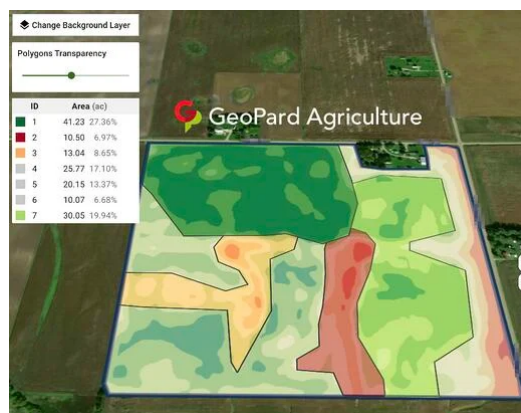 Change Background Layer
Polygons Transparency
ID Area (ac)
1 41.23 27.36%
2 10.50 6.97%
3 13.04 8.65%
4 25.77 17.10%
5 20.15 13.37%
6 10.07 6.68%
7 30.05 19.94%
GeoPard Agriculture